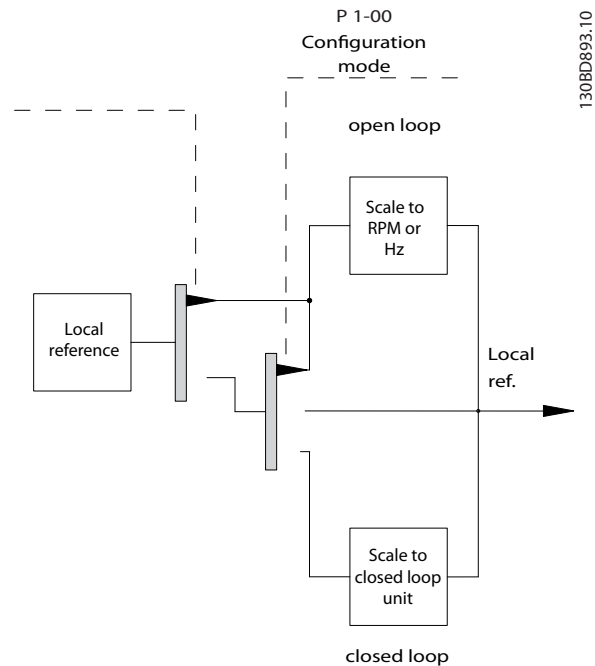 P 1-00
Configuration
mode
130BD893.10
open loop
Scale to
RPM or
Hz
Local
reference
Local
ref.
Scale to
closed loop
unit
closed loop